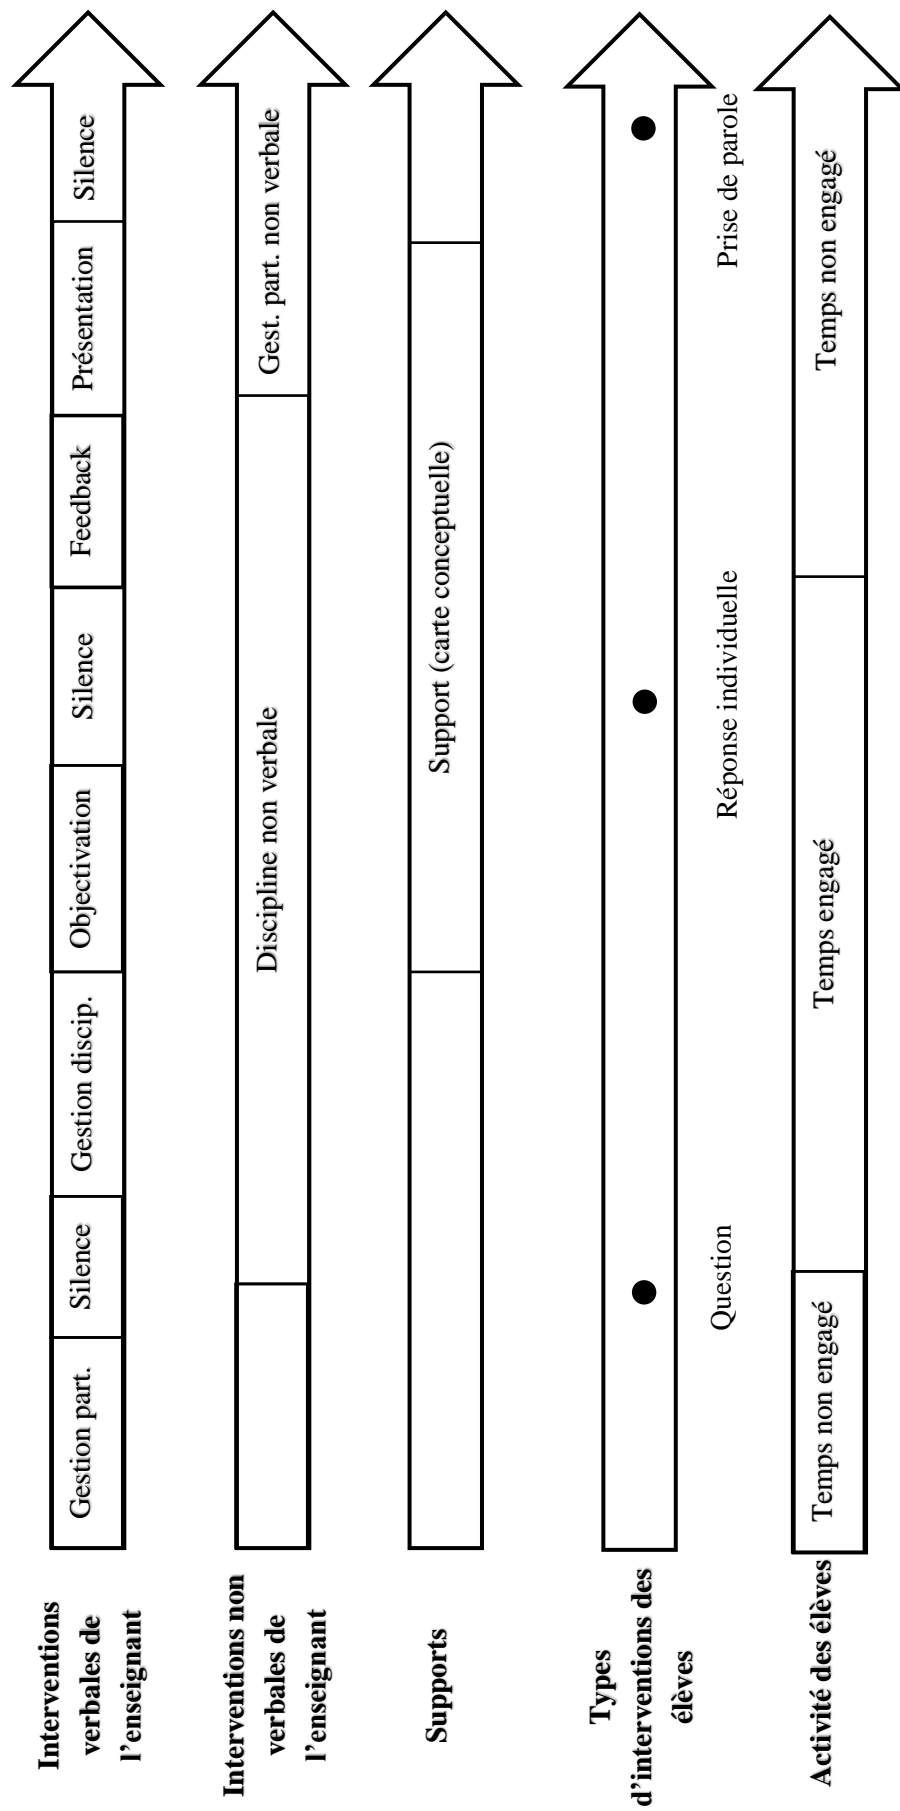 Interventions
verbales de
l'enseignant
Gestion part.
Silence
Gestion discip.
Objectivation
Silence
Feedback
Présentation
Silence
Interventions non
verbales de
l'enseignant
Discipline non verbale
Gest. part. non verbale
Supports
Support (carte conceptuelle)
Types
d'interventions des
élèves
Question
Réponse individuelle
Prise de parole
Activité des élèves
Temps non engagé
Temps engagé
Temps non engagé